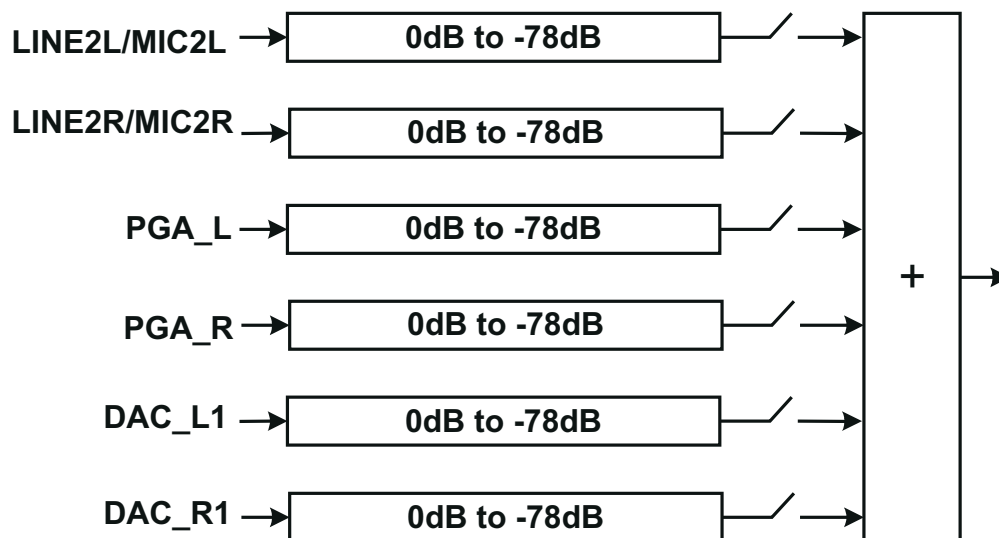 LINE2L/MIC2L 0dB to -78dB
LINE2R/MIC2R 0dB to -78dB
PGA_L 0dB to -78dB
+
PGA_R 0dB to -78dB
DAC_L1 0dB to -78dB
DAC_R1 0dB to -78dB